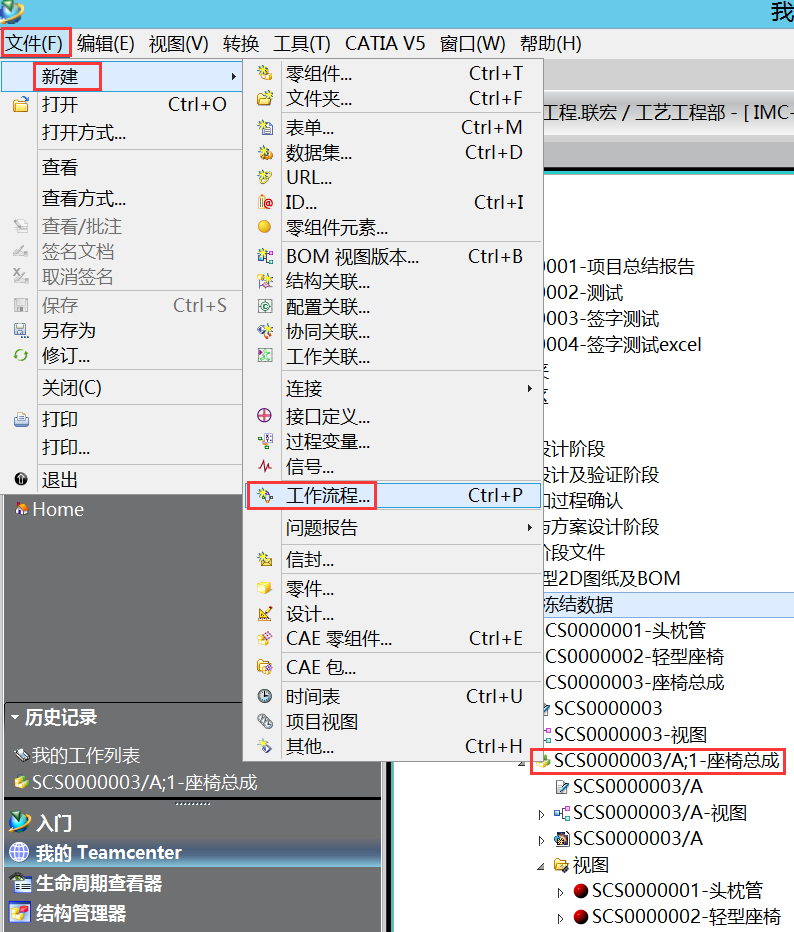 我
文件(F) 编辑(E) 视图(V) 转换 工具(T) CATIA V5 窗口(W) 帮助(H)
新建
打开 Ctrl+O
打开方式...
查看
查看方式...
查看/批注
签名文档
取消签名
保存 Ctrl+S
另存为
修订...
关闭(C)
打印
打印...
退出
零组件... Ctrl+T
文件夹... Ctrl+F
表单... Ctrl+M
数据集... Ctrl+D
URL...
ID... Ctrl+I
零组件元素...
BOM 视图版本... Ctrl+B
结构关联...
配置关联...
协同关联...
工作关联...
连接
接口定义...
过程变量...
信号...
工作流程... Ctrl+P
问题报告
信封...
零件...
设计...
CAE 零组件... Ctrl+E
CAE 包...
时间表 Ctrl+U
项目视图
其他... Ctrl+H
Home
历史记录
我的工作列表
SCS0000003/A;1-座椅总成
入门
我的 Teamcenter
生命周期查看器
结构管理器
工程.联宏 / 工艺工程部 - [ IMC-
0001-项目总结报告
0002-测试
0003-签字测试
0004-签字测试excel
设计阶段
设计及验证阶段
和过程确认
与方案设计阶段
阶段文件
型2D图纸及BOM
冻结数据
CS0000001-头枕管
CS0000002-轻型座椅
CS0000003-座椅总成
SCS0000003
SCS0000003-视图
SCS0000003/A;1-座椅总成
SCS0000003/A
SCS0000003/A-视图
SCS0000003/A
视图
SCS0000001-头枕管
SCS0000002-轻型座椅